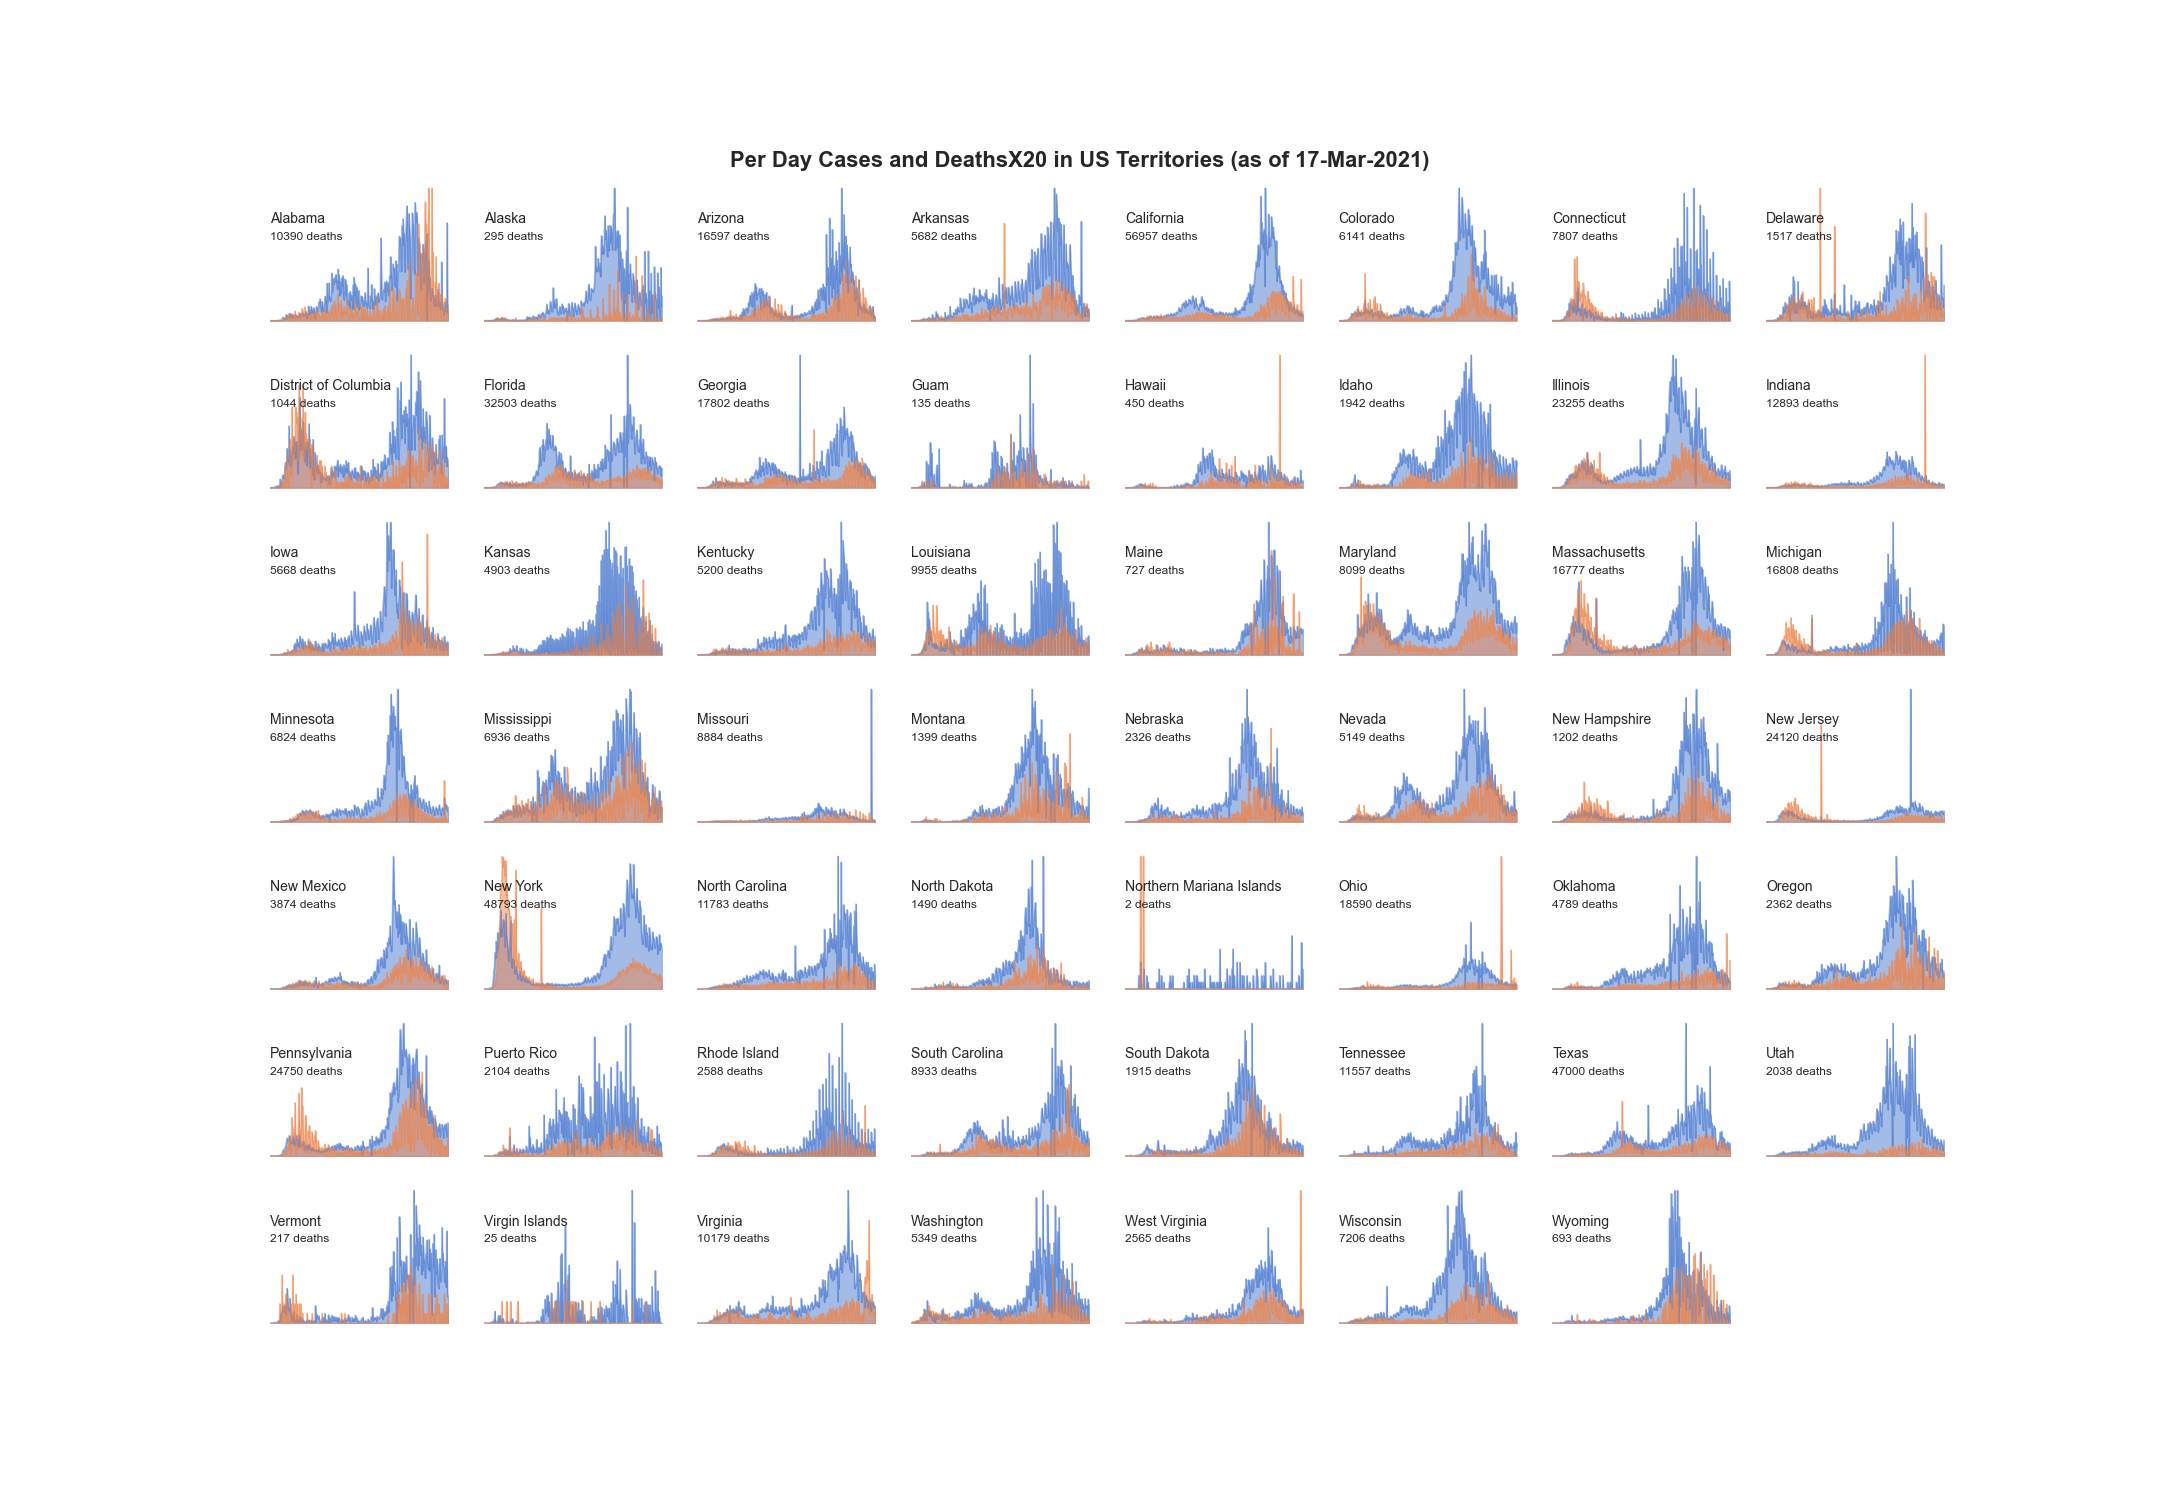 Per Day Cases and DeathsX20 in US Territories (as of 17-Mar-2021)
Alabama
10390 deaths
Alaska
295 deaths
Arizona
16597 deaths
Arkansas
5682 deaths
California
56957 deaths
Colorado
6141 deaths
Connecticut
7807 deaths
Delaware
1517 deaths
District of Columbia
1044 deaths
Florida
32503 deaths
Georgia
17802 deaths
Guam
135 deaths
Hawaii
450 deaths
Idaho
1942 deaths
Illinois
23255 deaths
Indiana
12893 deaths
Iowa
5668 deaths
Kansas
4903 deaths
Kentucky
5200 deaths
Louisiana
9955 deaths
Maine
727 deaths
Maryland
8099 deaths
Massachusetts
16777 deaths
Michigan
16808 deaths
Minnesota
6824 deaths
Mississippi
6936 deaths
Missouri
8884 deaths
Montana
1399 deaths
Nebraska
2326 deaths
Nevada
5149 deaths
New Hampshire
1202 deaths
New Jersey
24120 deaths
New Mexico
3874 deaths
New York
48793 deaths
North Carolina
11783 deaths
North Dakota
1490 deaths
Northern Mariana Islands
2 deaths
Ohio
18590 deaths
Oklahoma
4789 deaths
Oregon
2362 deaths
Pennsylvania
24750 deaths
Puerto Rico
2104 deaths
Rhode Island
2588 deaths
South Carolina
8933 deaths
South Dakota
1915 deaths
Tennessee
11557 deaths
Texas
47000 deaths
Utah
2038 deaths
Vermont
217 deaths
Virgin Islands
25 deaths
Virginia
10179 deaths
Washington
5349 deaths
West Virginia
2565 deaths
Wisconsin
7206 deaths
Wyoming
693 deaths